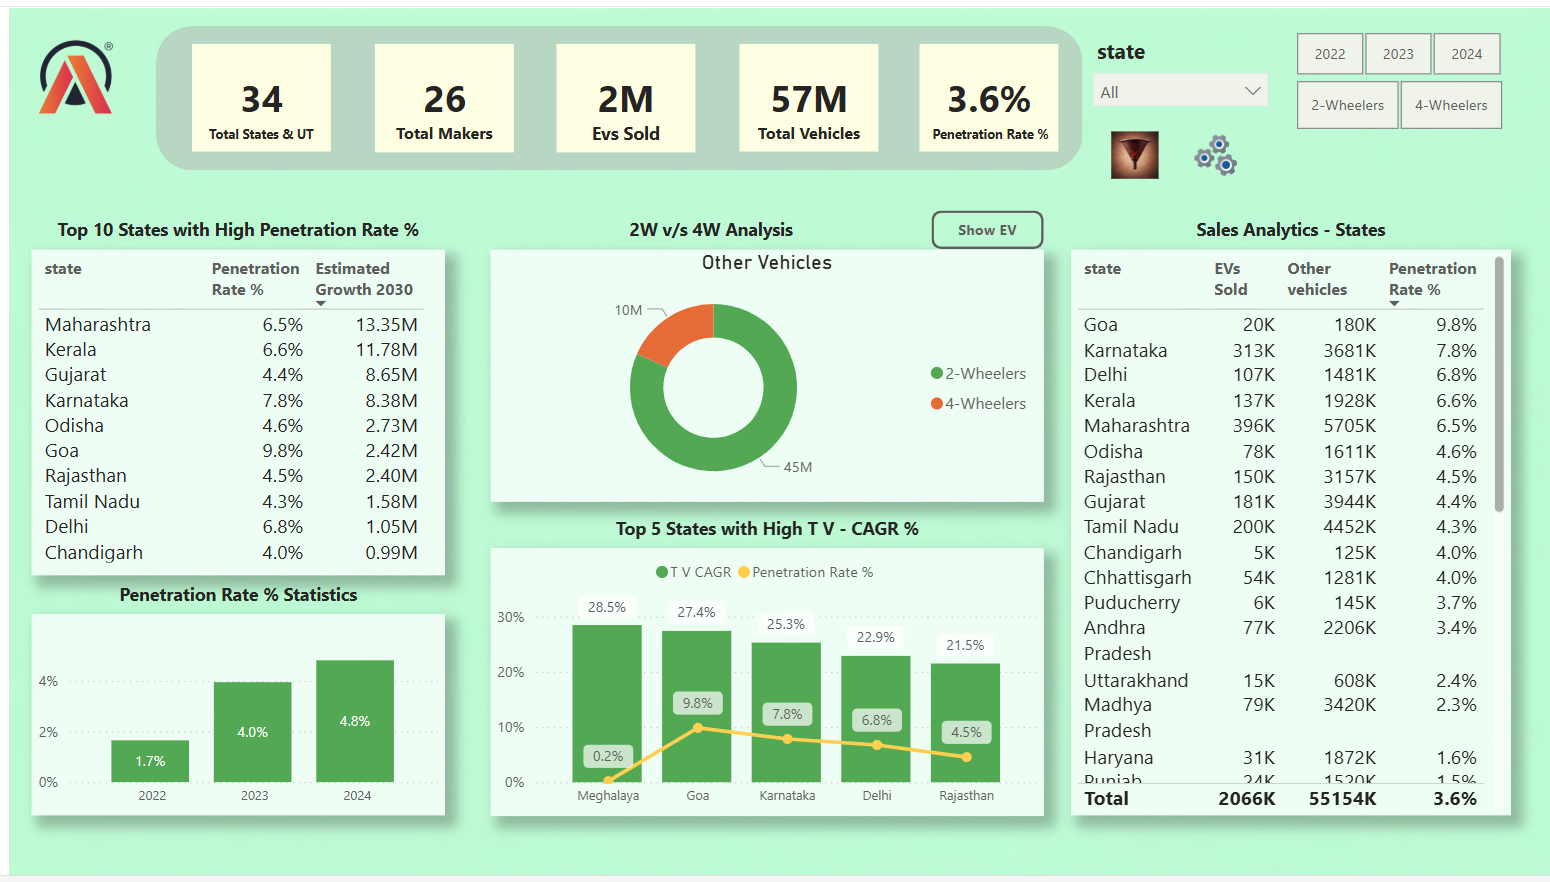 ®
34
Total States & UT
26
Total Makers
2M
Evs Sold
57M
Total Vehicles
3.6%
Penetration Rate %
state
All
2022 2023 2024
2-Wheelers 4-Wheelers
Top 10 States with High Penetration Rate %
state Penetration Rate % Estimated Growth 2030
Maharashtra 6.5% 13.35M
Kerala 6.6% 11.78M
Gujarat 4.4% 8.65M
Karnataka 7.8% 8.38M
Odisha 4.6% 2.73M
Goa 9.8% 2.42M
Rajasthan 4.5% 2.40M
Tamil Nadu 4.3% 1.58M
Delhi 6.8% 1.05M
Chandigarh 4.0% 0.99M
Penetration Rate % Statistics
4%
2%
0%
1.7%
4.0%
4.8%
2022 2023 2024
2W v/s 4W Analysis
Show EV
Other Vehicles
10M
45M
2-Wheelers
4-Wheelers
Top 5 States with High T V - CAGR %
T V CAGR Penetration Rate %
30%
20%
10%
0%
28.5%
27.4%
25.3%
22.9%
21.5%
0.2%
9.8%
7.8%
6.8%
4.5%
Meghalaya Goa Karnataka Delhi Rajasthan
Sales Analytics - States
state EVs Sold Other vehicles Penetration Rate %
Goa 20K 180K 9.8%
Karnataka 313K 3681K 7.8%
Delhi 107K 1481K 6.8%
Kerala 137K 1928K 6.6%
Maharashtra 396K 5705K 6.5%
Odisha 78K 1611K 4.6%
Rajasthan 150K 3157K 4.5%
Gujarat 181K 3944K 4.4%
Tamil Nadu 200K 4452K 4.3%
Chandigarh 5K 125K 4.0%
Chhattisgarh 54K 1281K 4.0%
Puducherry 6K 145K 3.7%
Andhra 77K 2206K 3.4%
Pradesh
Uttarakhand 15K 608K 2.4%
Madhya 79K 3420K 2.3%
Pradesh
Haryana 31K 1872K 1.6%
Punjab 24K 1520K 1.5%
Total 2066K 55154K 3.6%